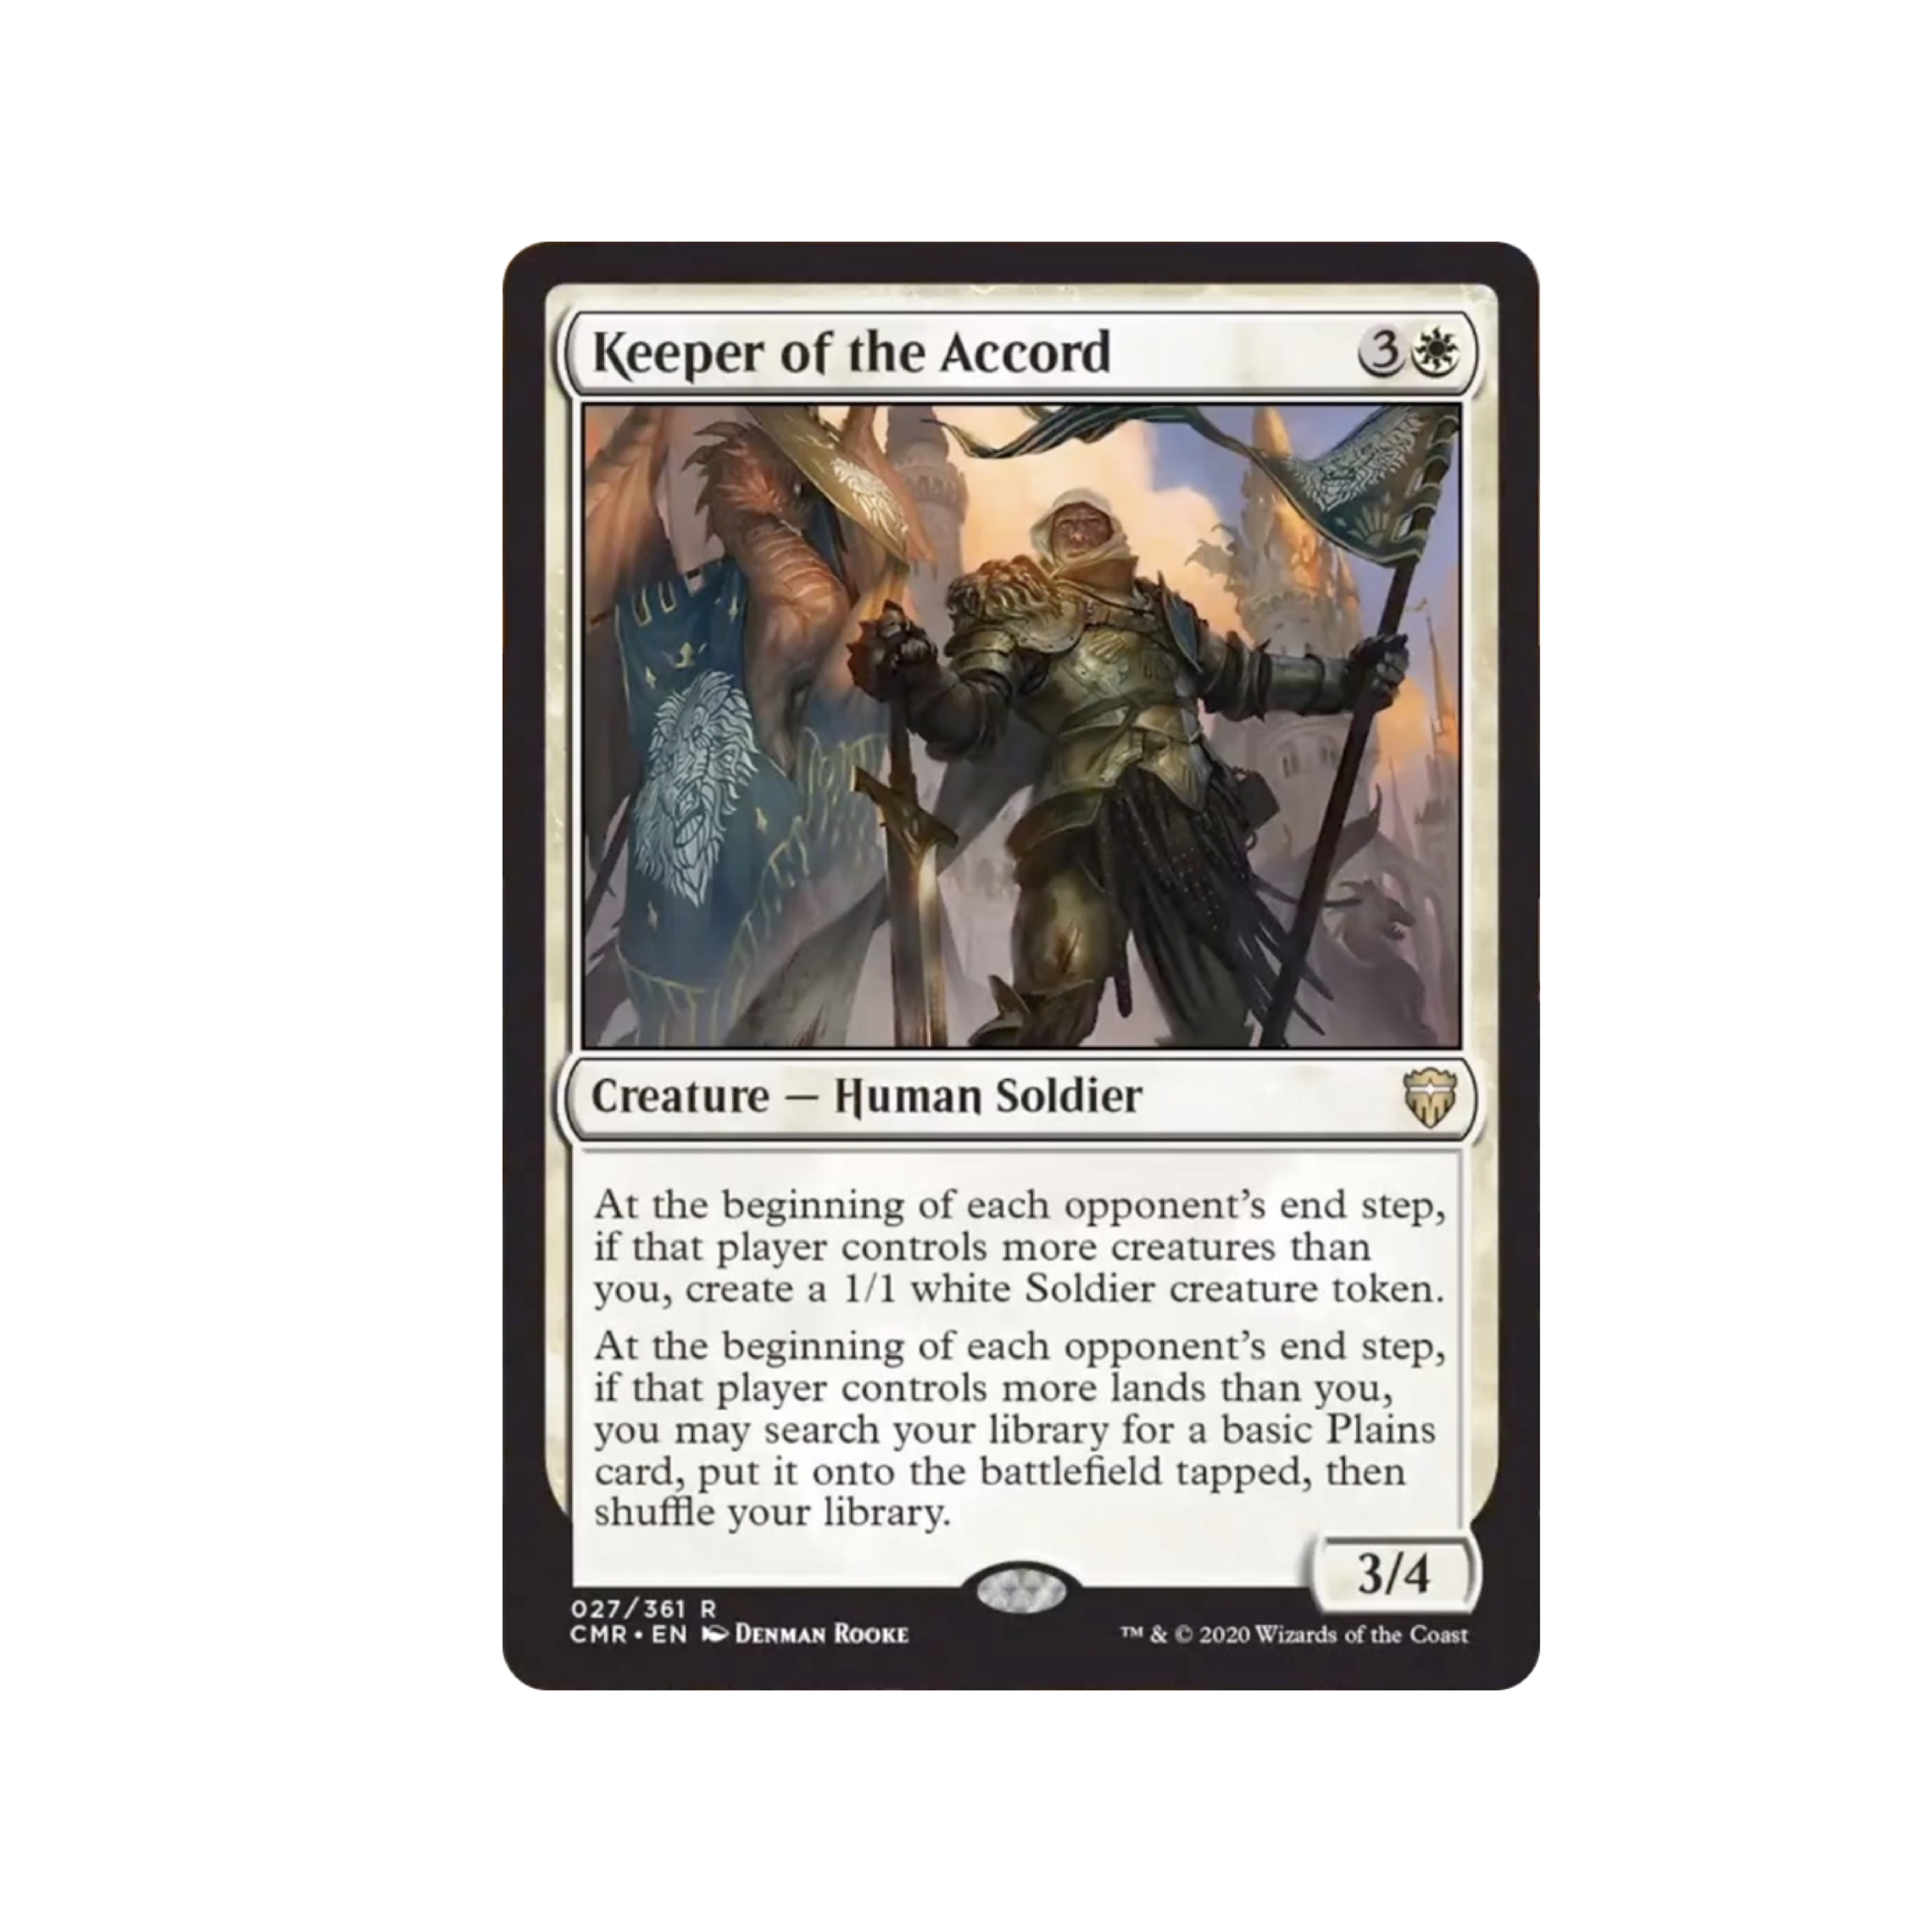 Keeper of the Accord
3
Creature — Human Soldier
At the beginning of each opponent's end step,
if that player controls more creatures than
you, create a 1/1 white Soldier creature token.
At the beginning of each opponent's end step,
if that player controls more lands than you,
you may search your library for a basic Plains
card, put it onto the battlefield tapped, then
shuffle your library.
3/4
027/361 R
CMR • EN DENMAN ROOKE
™ & © 2020 Wizards of the Coast